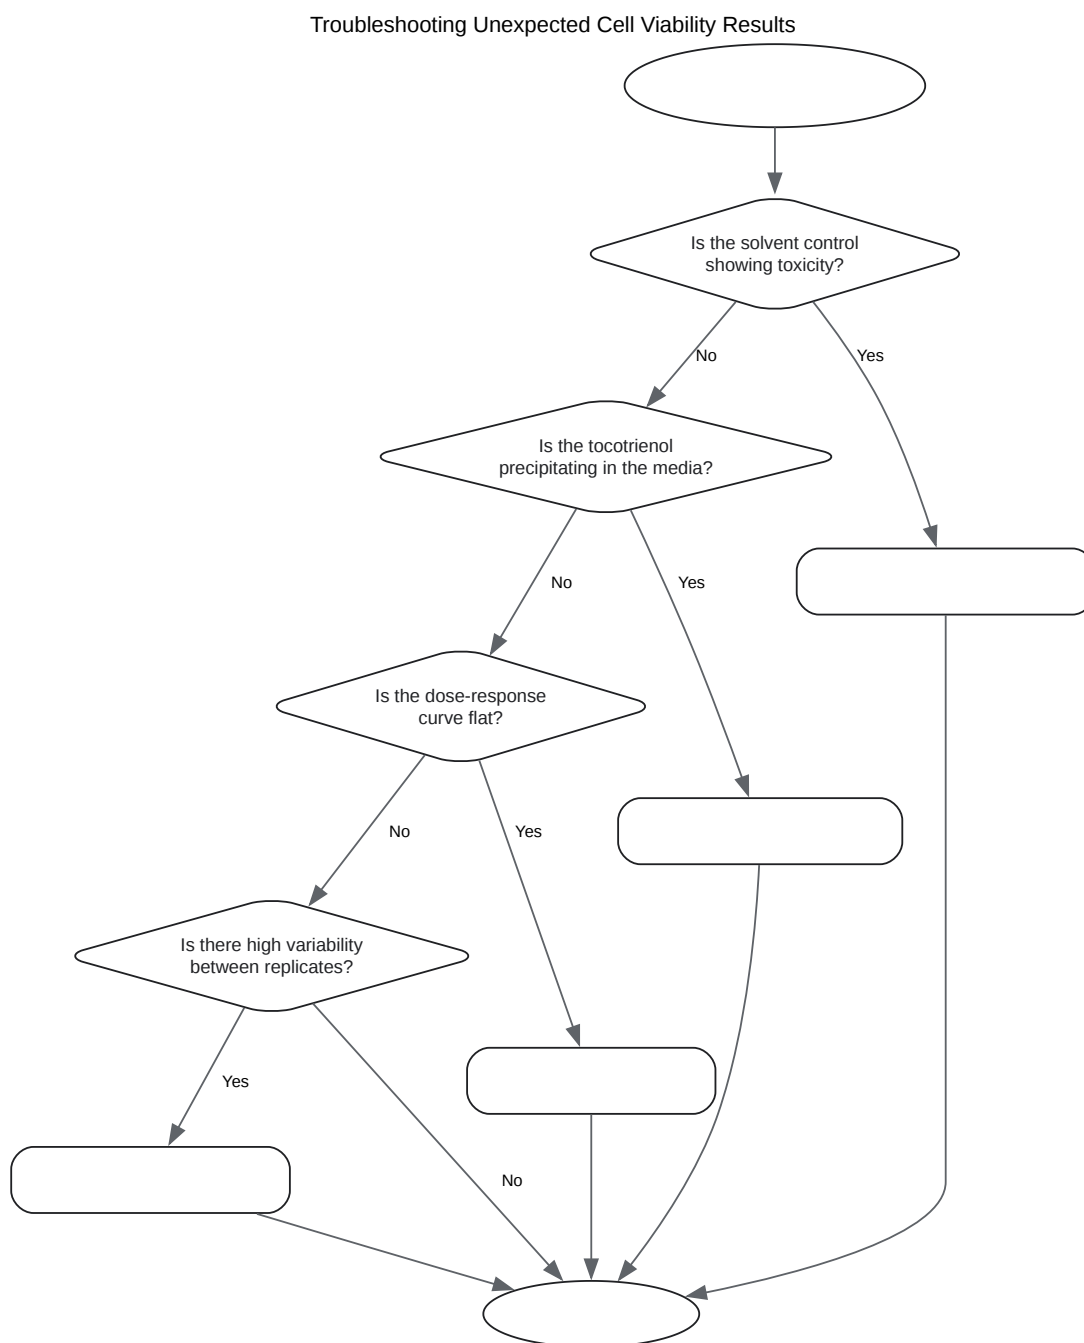 Troubleshooting Unexpected Cell Viability Results
Is the solvent control
showing toxicity?
No
Yes
Is the tocotrienol
precipitating in the media?
No
Yes
Is the dose-response
curve flat?
No
Yes
Is there high variability
between replicates?
Yes
No